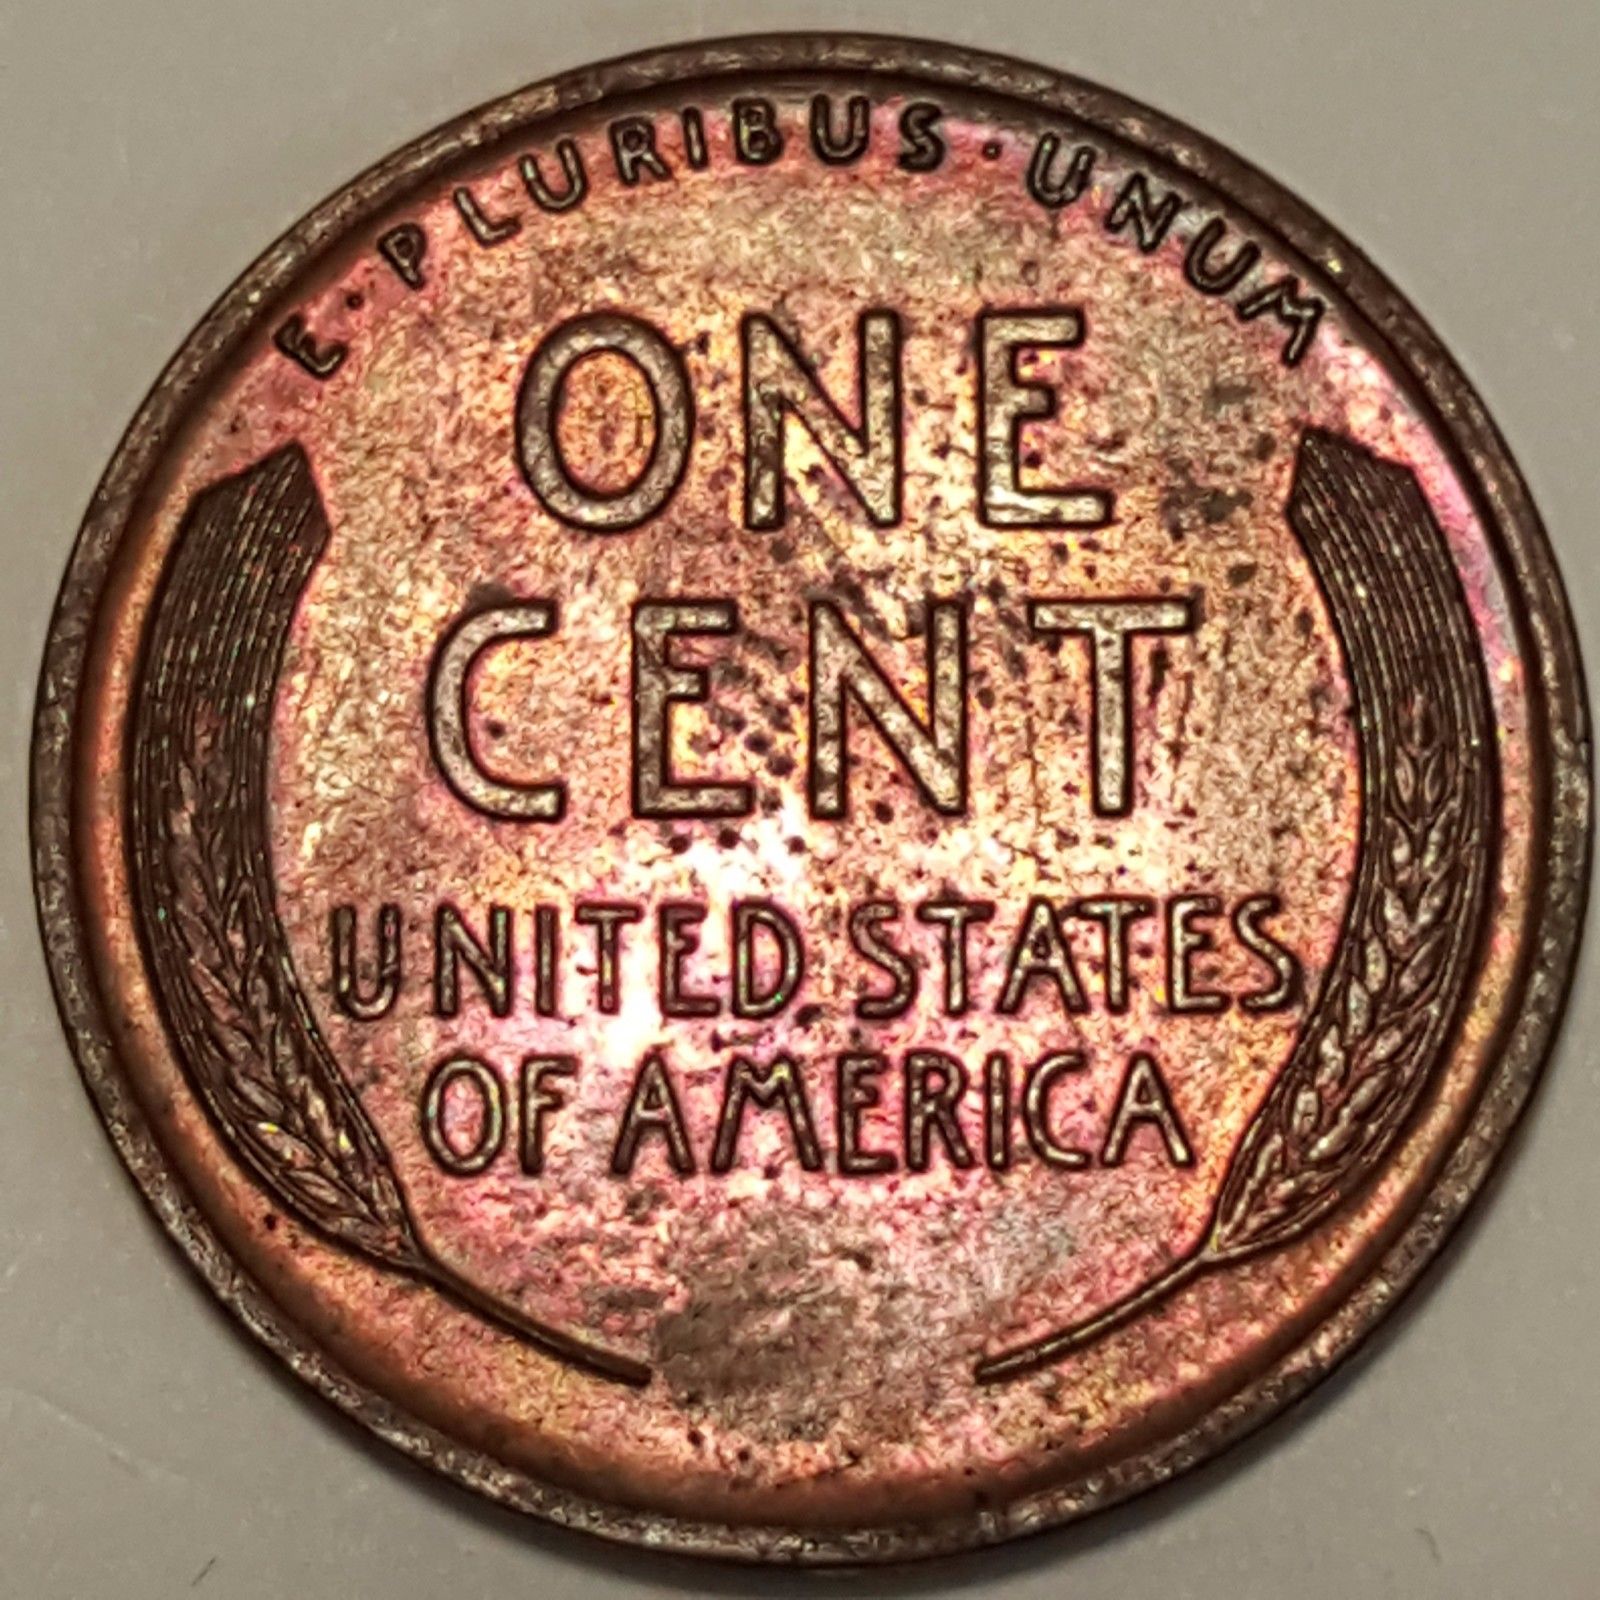 E·PLURIBUS·UNUM
ONE
CENT
UNITED STATES
OF AMERICA